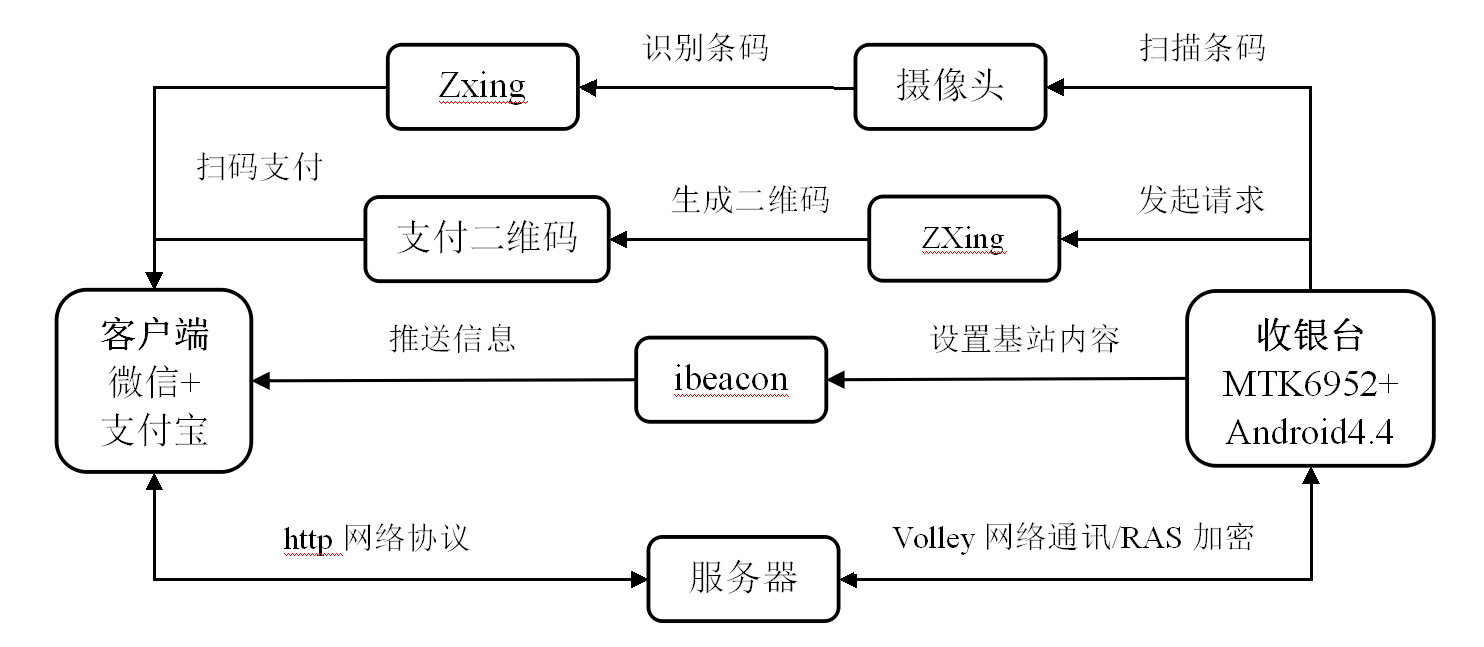 识别条码
扫描条码
Zxing
摄像头
扫码支付
生成二维码
发起请求
支付二维码
ZXing
客户端
微信+
支付宝
推送信息
设置基站内容
ibeacon
收银台
MTK6952+
Android4.4
http 网络协议
Volley 网络通讯/RAS 加密
服务器